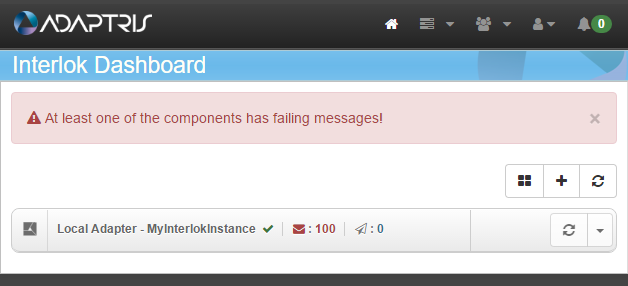 ADAPTRIS
0
Interlok Dashboard
At least one of the components has failing messages!
×
Local Adapter - MyInterlokInstance : 100 : 0